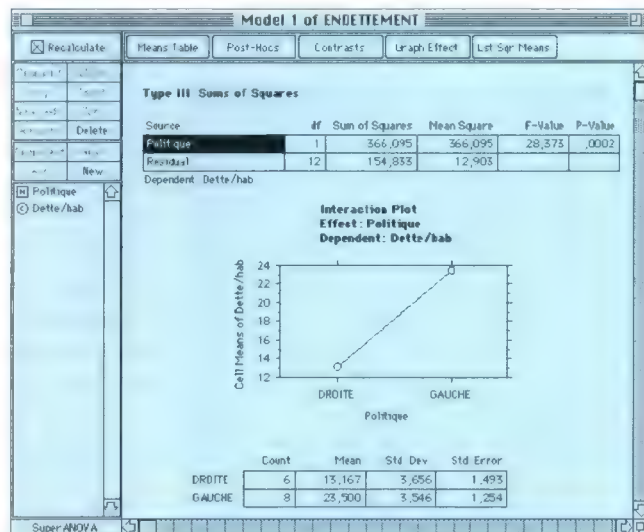 Model 1 of ENDETTEMENT
Recalculate
Means Table
Post-Hocs
Contrasts
Graph Effect
Lst Sqr Means
Delete
New
Politique
Dette/hab
Type III Sums of Squares
Source df Sum of Squares Mean Square F-Value P-Value
Politique 1 366,095 366,095 28,373 ,0002
Residual 12 154,833 12,903
Dependent: Dette/hab
Interaction Plot
Effect: Politique
Dependent: Dette/hab
Cell Means of Dette/hab
24
22
20
18
16
14
12
DROITE GAUCHE
Politique
Count Mean Std Dev Std Error
DROITE 6 13,167 3,656 1,493
GAUCHE 8 23,500 3,546 1,254
SuperANOVA